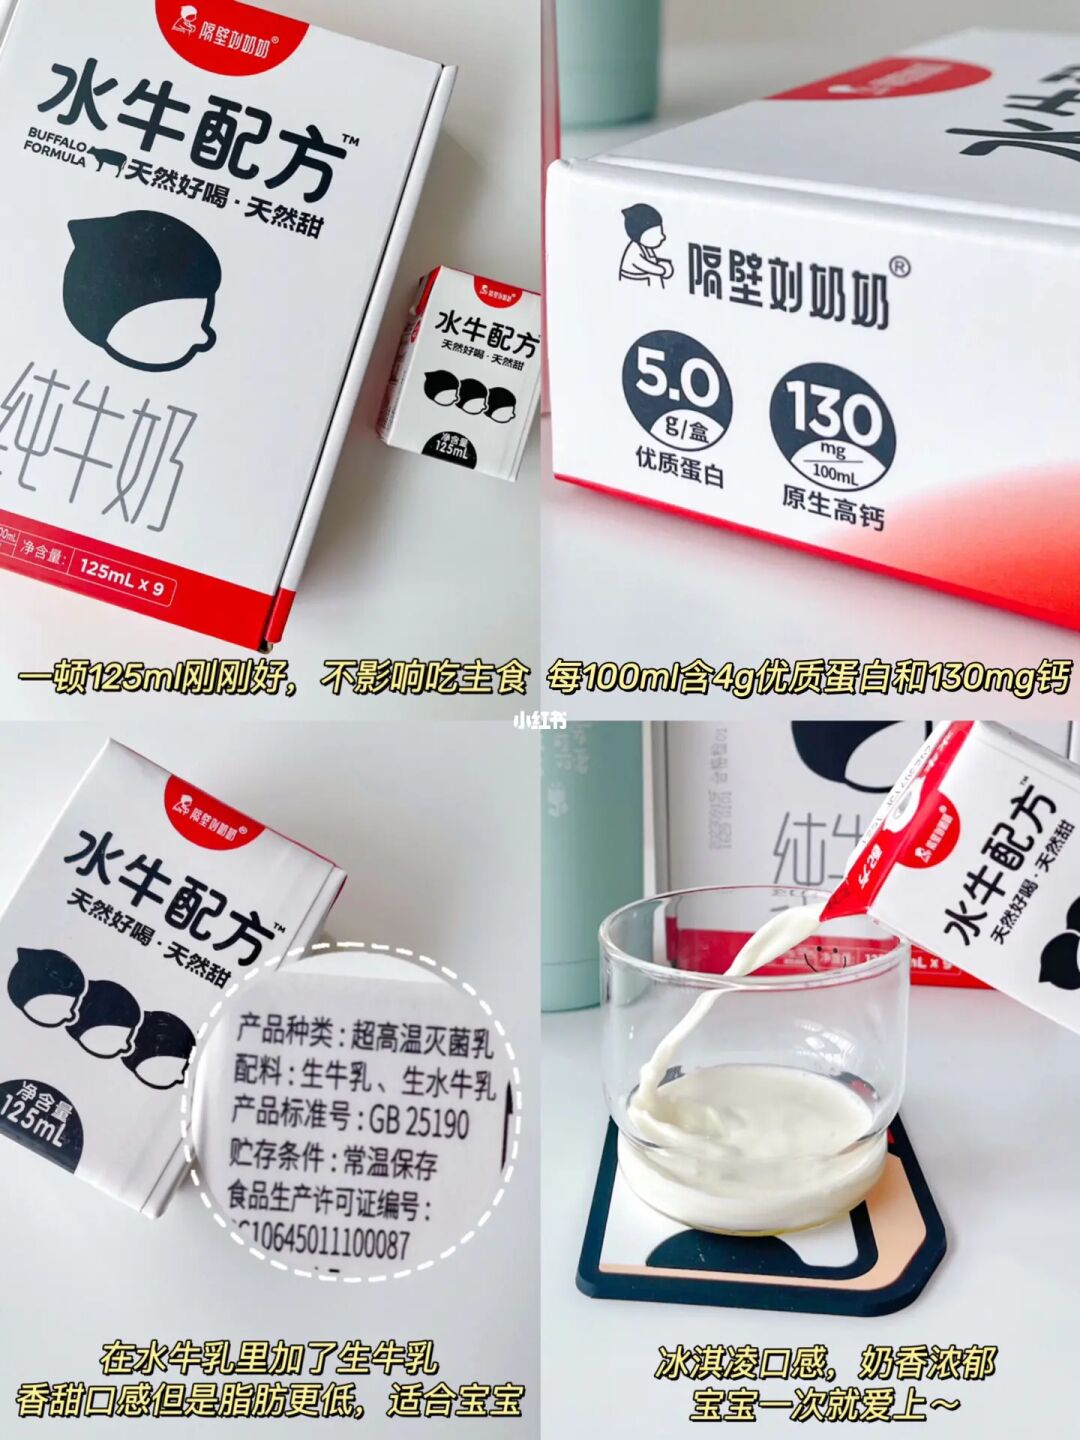 隔壁刘奶奶®
水牛配方™
BUFFALO
FORMULA
天然好喝·天然甜
纯牛奶
净含量:
125mL x 9
隔壁刘奶奶®
水牛配方
天然好喝·天然甜
净含量
125mL
一顿125ml刚刚好，不影响吃主食
隔壁刘奶奶®
5.0
g/盒
优质蛋白
130
mg
100mL
原生高钙
每100ml含4g优质蛋白和130mg钙
小红书
隔壁刘奶奶®
水牛配方™
天然好喝·天然甜
净含量
125mL
产品种类:超高温灭菌乳
配料:生牛乳、生水牛乳
产品标准号:GB 25190
贮存条件:常温保存
食品生产许可证编号:
C10645011100087
在水牛乳里加了生牛乳
香甜口感但是脂肪更低，适合宝宝
纯牛
水牛配方™
天然好喝·天然甜
冰淇凌口感，奶香浓郁
宝宝一次就爱上～